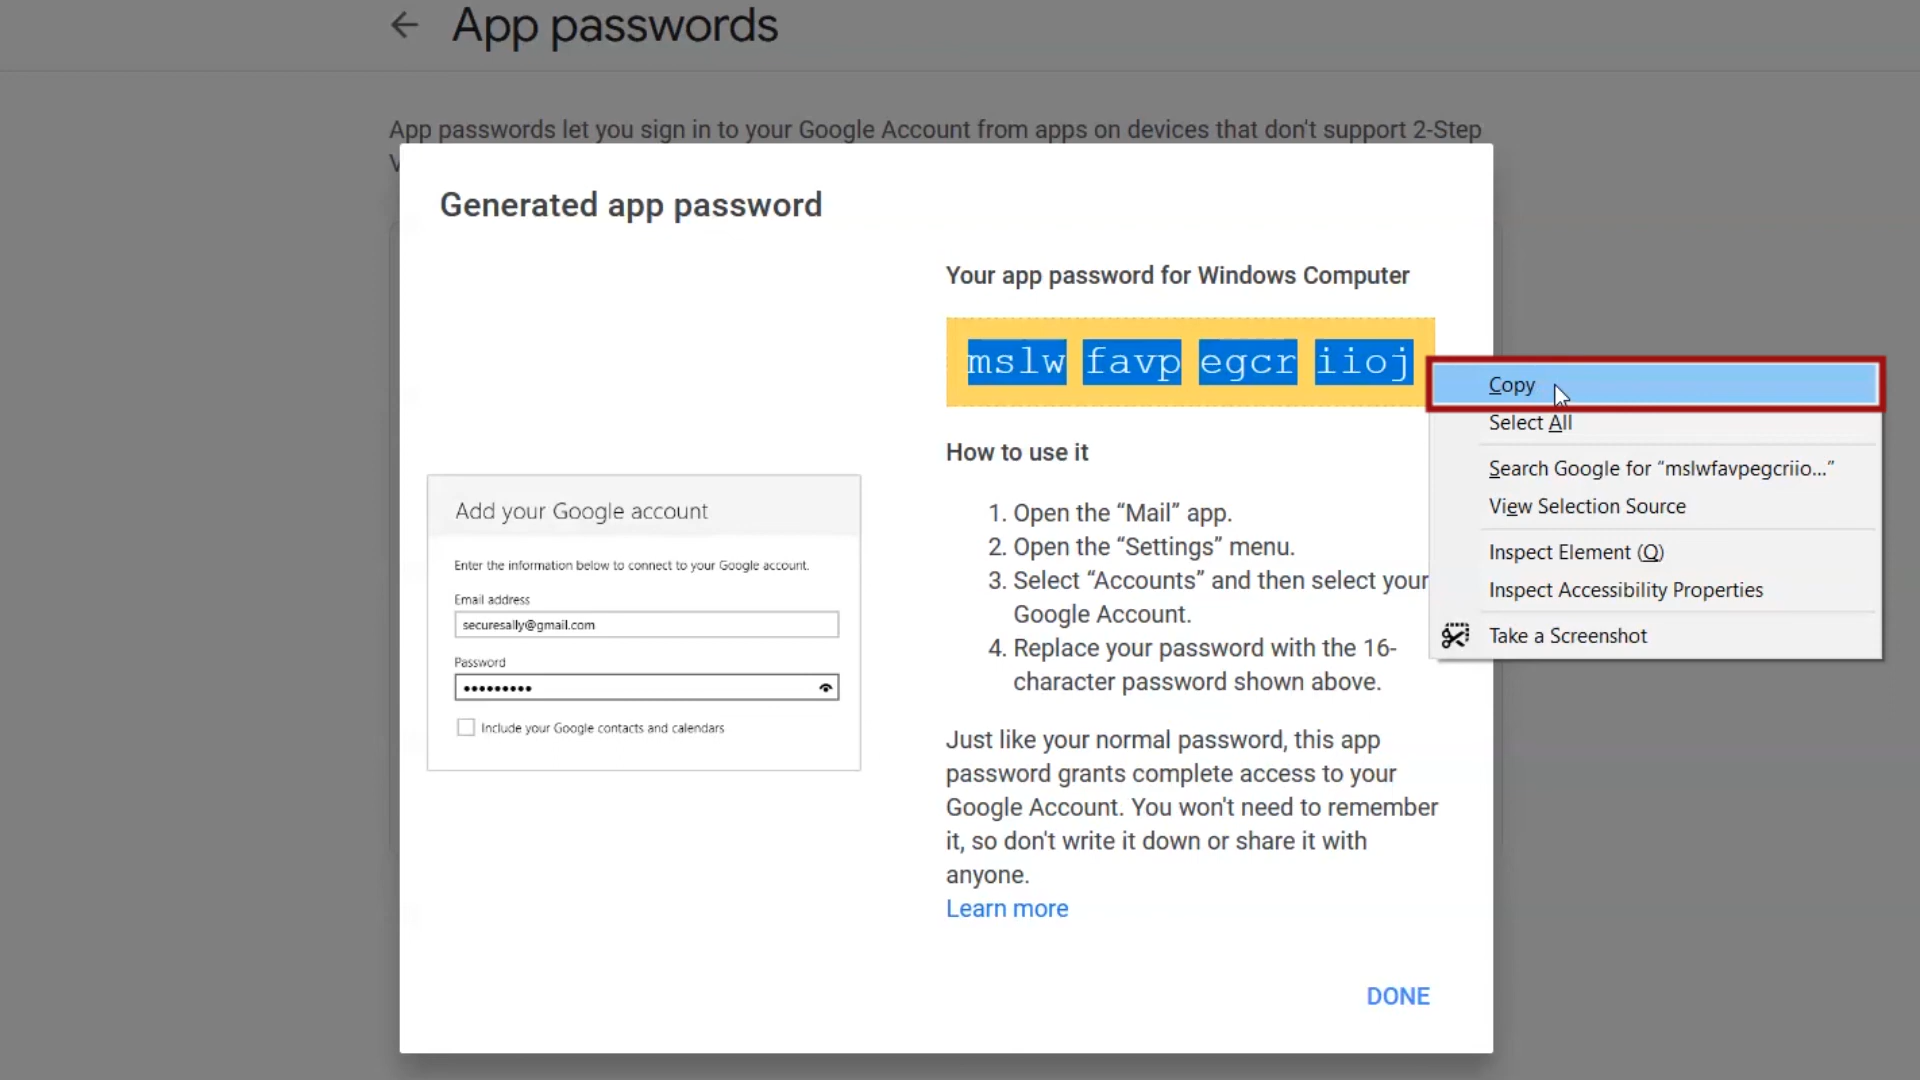 App passwords
App passwords let you sign in to your Google Account from apps on devices that don't support 2-Step
V
Generated app password
Your app password for Windows Computer
mslw favp egcr iioj
How to use it
1. Open the “Mail” app.
2. Open the “Settings” menu.
3. Select “Accounts” and then select your
Google Account.
4. Replace your password with the 16-
character password shown above.
Just like your normal password, this app
password grants complete access to your
Google Account. You won't need to remember
it, so don't write it down or share it with
anyone.
Learn more
DONE
Add your Google account
Enter the information below to connect to your Google account.
Email address
securesally@gmail.com
Password
•••••••••
Include your Google contacts and calendars
Copy
Select All
Search Google for “mslwfavpegcriio...”
View Selection Source
Inspect Element (Q)
Inspect Accessibility Properties
Take a Screenshot